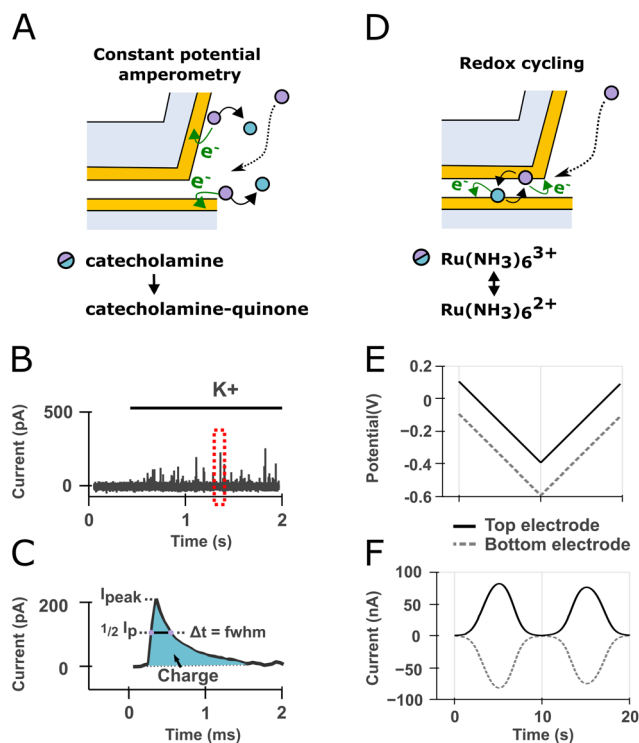 A
Constant potential
amperometry
e-
e-
catecholamine
catecholamine-quinone
B
K+
500
0
Current (pA)
0
1
2
Time (s)
C
Ipeak
200
1/2 Ip
Δt = fwhm
Charge
0
Current (pA)
0
1
2
Time (ms)
D
Redox cycling
e-
e-
Ru(NH3)6 3+
Ru(NH3)6 2+
E
0.2
0
−0.2
−0.4
−0.6
Potential(V)
Top electrode
Bottom electrode
F
100
50
0
−50
−100
Current (nA)
0
10
20
Time (s)